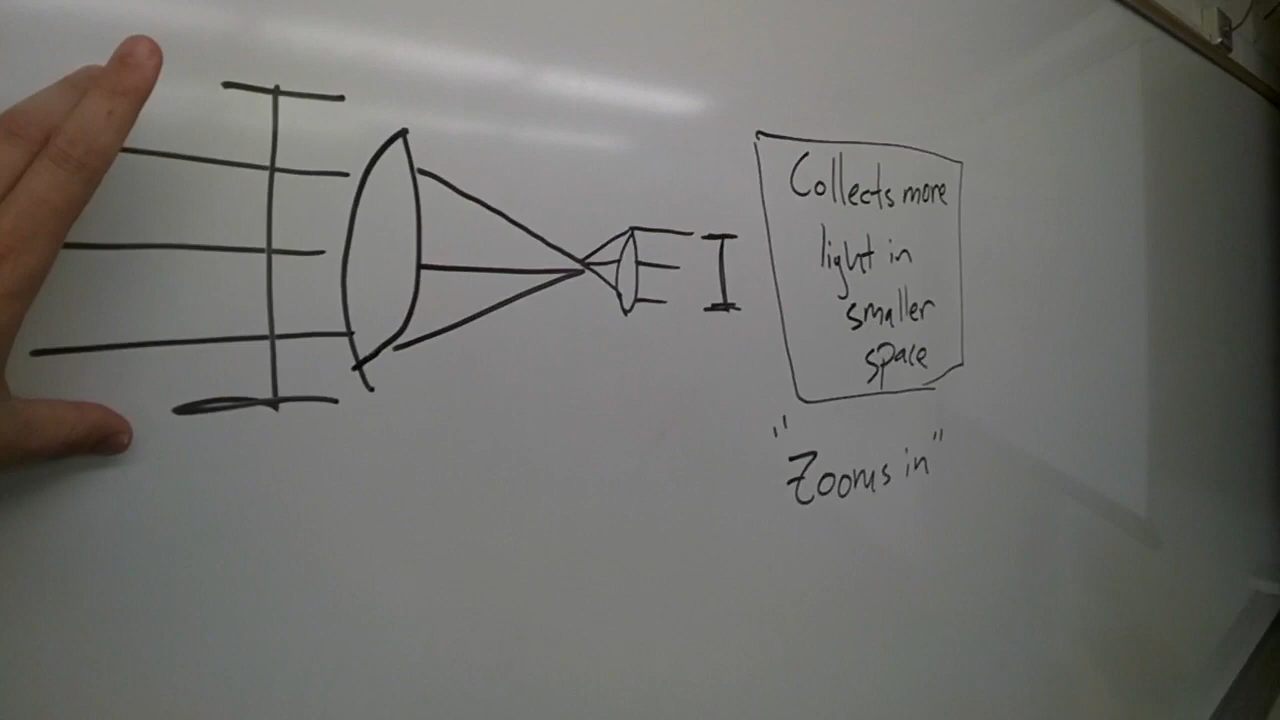 Collects more
light in
smaller
space
"Zooms in"